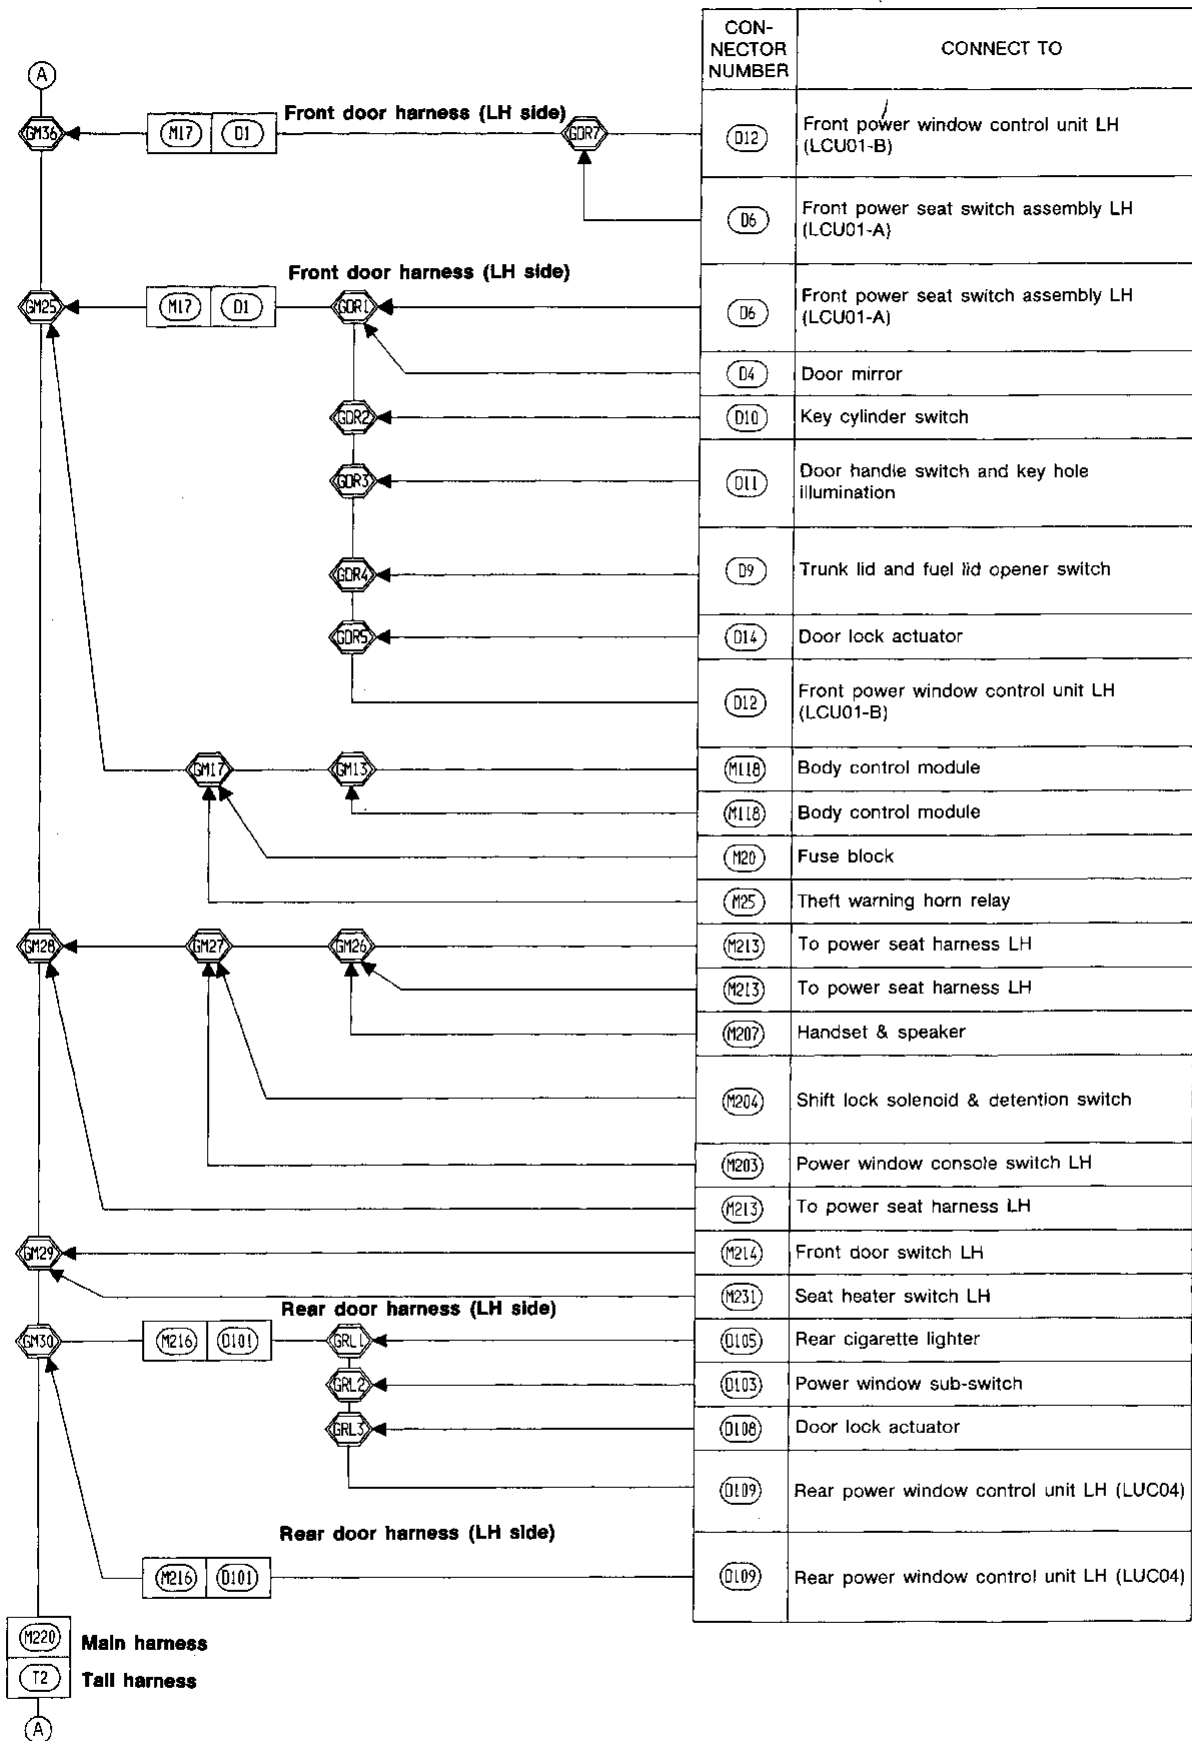 CON-
NECTOR
NUMBER
CONNECT TO
A
Front door harness (LH side)
GM36 M17 D1 GDR7 D12 Front power window control unit LH
(LCU01-B)
D6 Front power seat switch assembly LH
(LCU01-A)
Front door harness (LH side)
GM25 M17 D1 GDR1 D6 Front power seat switch assembly LH
(LCU01-A)
D4 Door mirror
GDR2 D10 Key cylinder switch
GDR3 D11 Door handle switch and key hole
illumination
GDR4 D9 Trunk lid and fuel lid opener switch
GDR5 D14 Door lock actuator
D12 Front power window control unit LH
(LCU01-B)
GM17 GM13 M118 Body control module
M118 Body control module
M20 Fuse block
M25 Theft warning horn relay
GM28 GM27 GM26 M213 To power seat harness LH
M213 To power seat harness LH
M207 Handset & speaker
M204 Shift lock solenoid & detention switch
M203 Power window console switch LH
M213 To power seat harness LH
GM29 M214 Front door switch LH
M231 Seat heater switch LH
Rear door harness (LH side)
GM30 M216 D101 GRL1 D105 Rear cigarette lighter
GRL2 D103 Power window sub-switch
GRL3 D108 Door lock actuator
D109 Rear power window control unit LH (LUC04)
Rear door harness (LH side)
M216 D101 D109 Rear power window control unit LH (LUC04)
M220 Main harness
T2 Tail harness
A